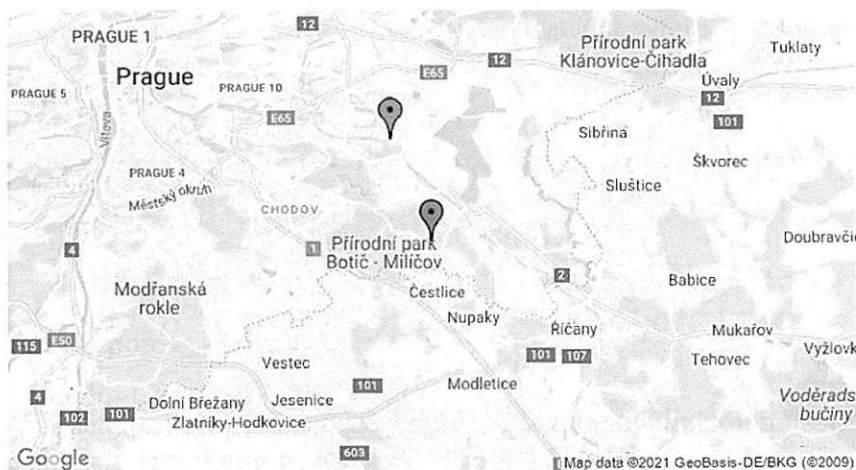 12
PRAGUE 1
Přírodní park
Klánovice-Čihadla
Tuklaty
E65
12
Prague
PRAGUE 5
PRAGUE 10
Úvaly
12
E65
101
Vltava
Sibřina
Škvorec
PRAGUE 4
Městský okruh
Sluštice
CHODOV
4
1
Přírodní park
Botič - Milíčov
Doubravčic
2
Babice
Modřanská
rokle
Čestlice
Nupaky
Říčany
Mukařov
115
E50
101
107
Tehovec
Vyžlovk
Vestec
101
Modletice
4
Jesenice
Voděrads
bučiny
102
101
Dolní Břežany
Zlatníky-Hodkovice
603
Google
Map data ©2021 GeoBasis-DE/BKG (©2009)